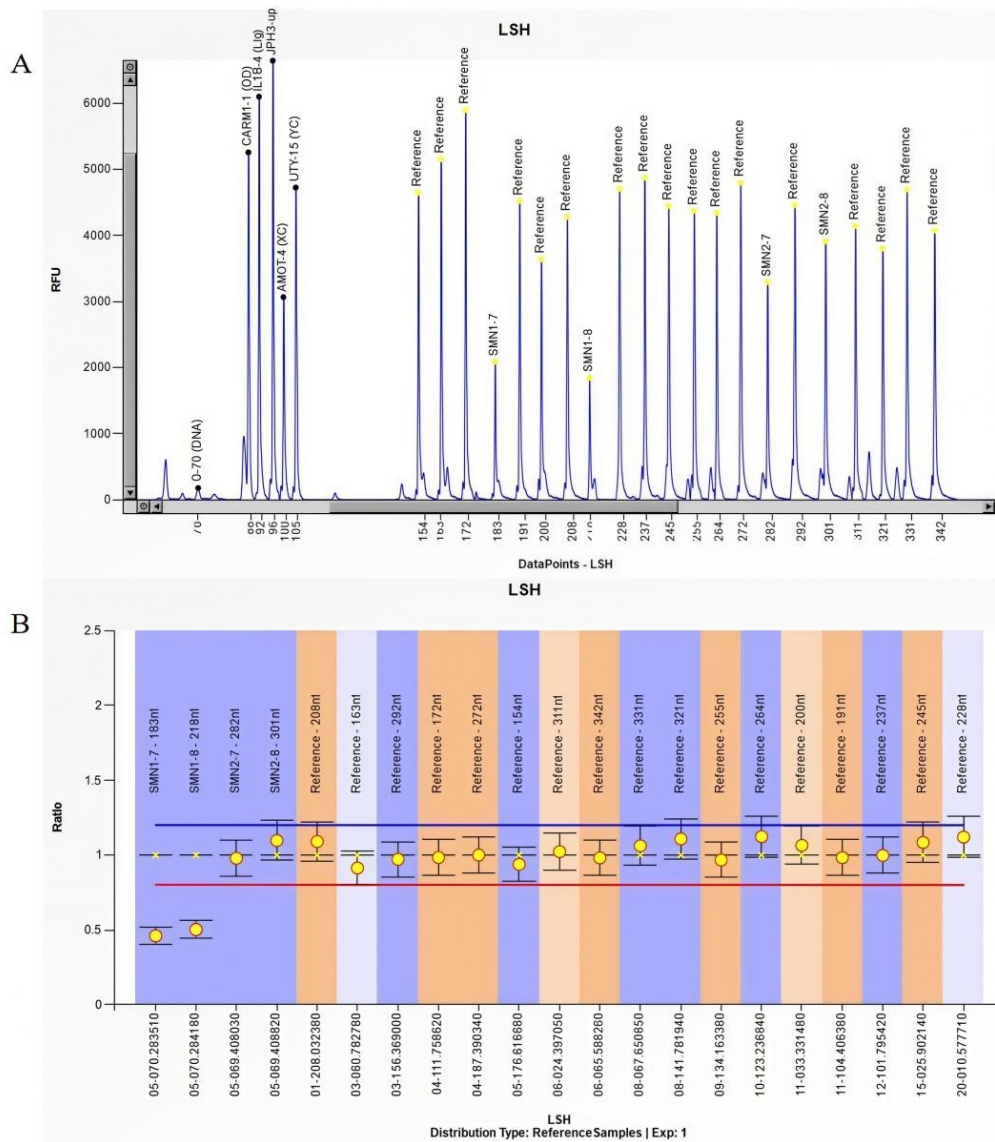 A
LSH
RFU
6000
5000
4000
3000
2000
1000
0
O-70 (DNA)
CARM1-1 (OD)
IL18-4 (Lig)
JPH3-up
AMOT-4 (XC)
UTY-15 (YC)
Reference
Reference
Reference
SMN1-7
Reference
Reference
Reference
SMN1-8
Reference
Reference
Reference
Reference
Reference
Reference
SMN2-7
Reference
SMN2-8
Reference
Reference
Reference
Reference
70
89
92
96
100
105
154
163
172
183
191
200
208
228
237
245
255
264
272
282
292
301
311
321
331
342
DataPoints - LSH
B
LSH
Ratio
2.5
2
1.5
1
0.5
0
SMN1-7 - 183nt
SMN1-8 - 218nt
SMN2-7 - 282nt
SMN2-8 - 301nt
Reference - 208nt
Reference - 163nt
Reference - 292nt
Reference - 172nt
Reference - 272nt
Reference - 154nt
Reference - 311nt
Reference - 342nt
Reference - 331nt
Reference - 321nt
Reference - 255nt
Reference - 264nt
Reference - 200nt
Reference - 191nt
Reference - 237nt
Reference - 245nt
Reference - 228nt
05-070.283510
05-070.284180
05-069.408030
05-069.408820
01-208.032380
03-060.782780
03-156.369000
04-111.758620
04-187.390340
05-176.616680
06-024.397050
06-065.588260
08-067.650850
08-141.781940
09-134.163380
10-123.236840
11-033.331480
11-104.406380
12-101.795420
15-025.902140
20-010.577710
LSH
Distribution Type: ReferenceSamples | Exp: 1